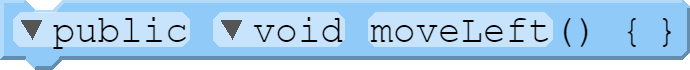 public void moveLeft() { }